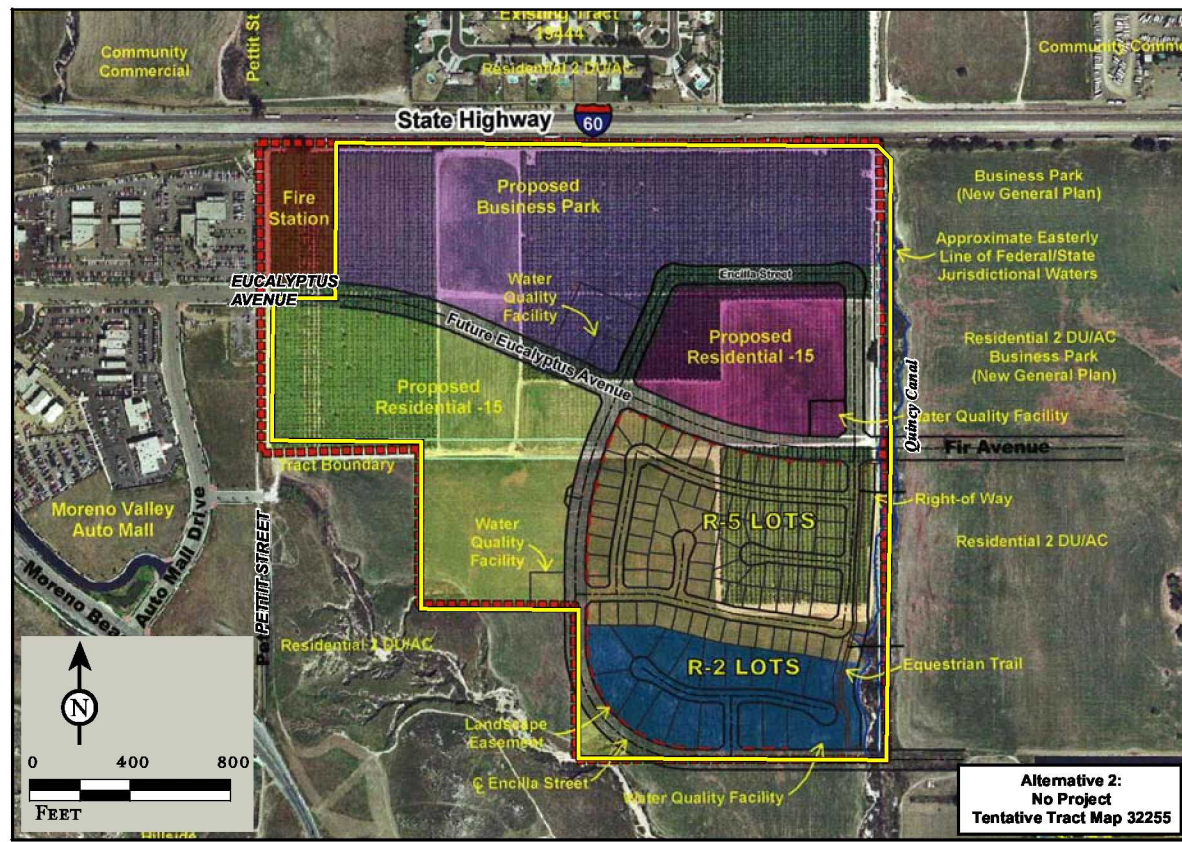 Existing Tract
19444
Community
Commercial
Pettit St
Community Comme
Residential 2 DU/AC
State Highway
60
Fire
Station
Proposed
Business Park
Business Park
(New General Plan)
Approximate Easterly
Line of Federal/State
Jurisdictional Waters
EUCALYPTUS
AVENUE
Encilla Street
Water
Quality
Facility
Future Eucalyptus Avenue
Proposed
Residential -15
Residential 2 DU/AC
Business Park
(New General Plan)
Proposed
Residential -15
Quincy Canal
Water Quality Facility
Fir Avenue
Tract Boundary
Moreno Valley
Auto Mall
Auto Mall Drive
Moreno Bea
PETTIT STREET
Pe
Water
Quality
Facility
R-5 LOTS
Right-of Way
Residential 2 DU/AC
Residential 2 DU/AC
R-2 LOTS
Equestrian Trail
Landscape
Easement
℄ Encilla Street
Water Quality Facility
N
0 400 800
FEET
Hillside
Alternative 2:
No Project
Tentative Tract Map 32255